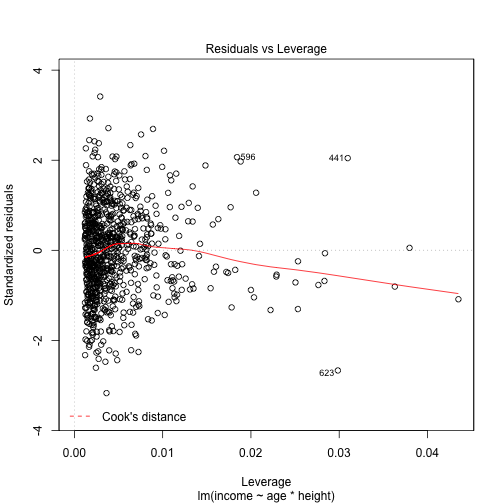 Residuals vs Leverage
Standardized residuals
4
2
0
-2
-4
596
441
623
Cook's distance
0.00 0.01 0.02 0.03 0.04
Leverage
lm(income ~ age * height)